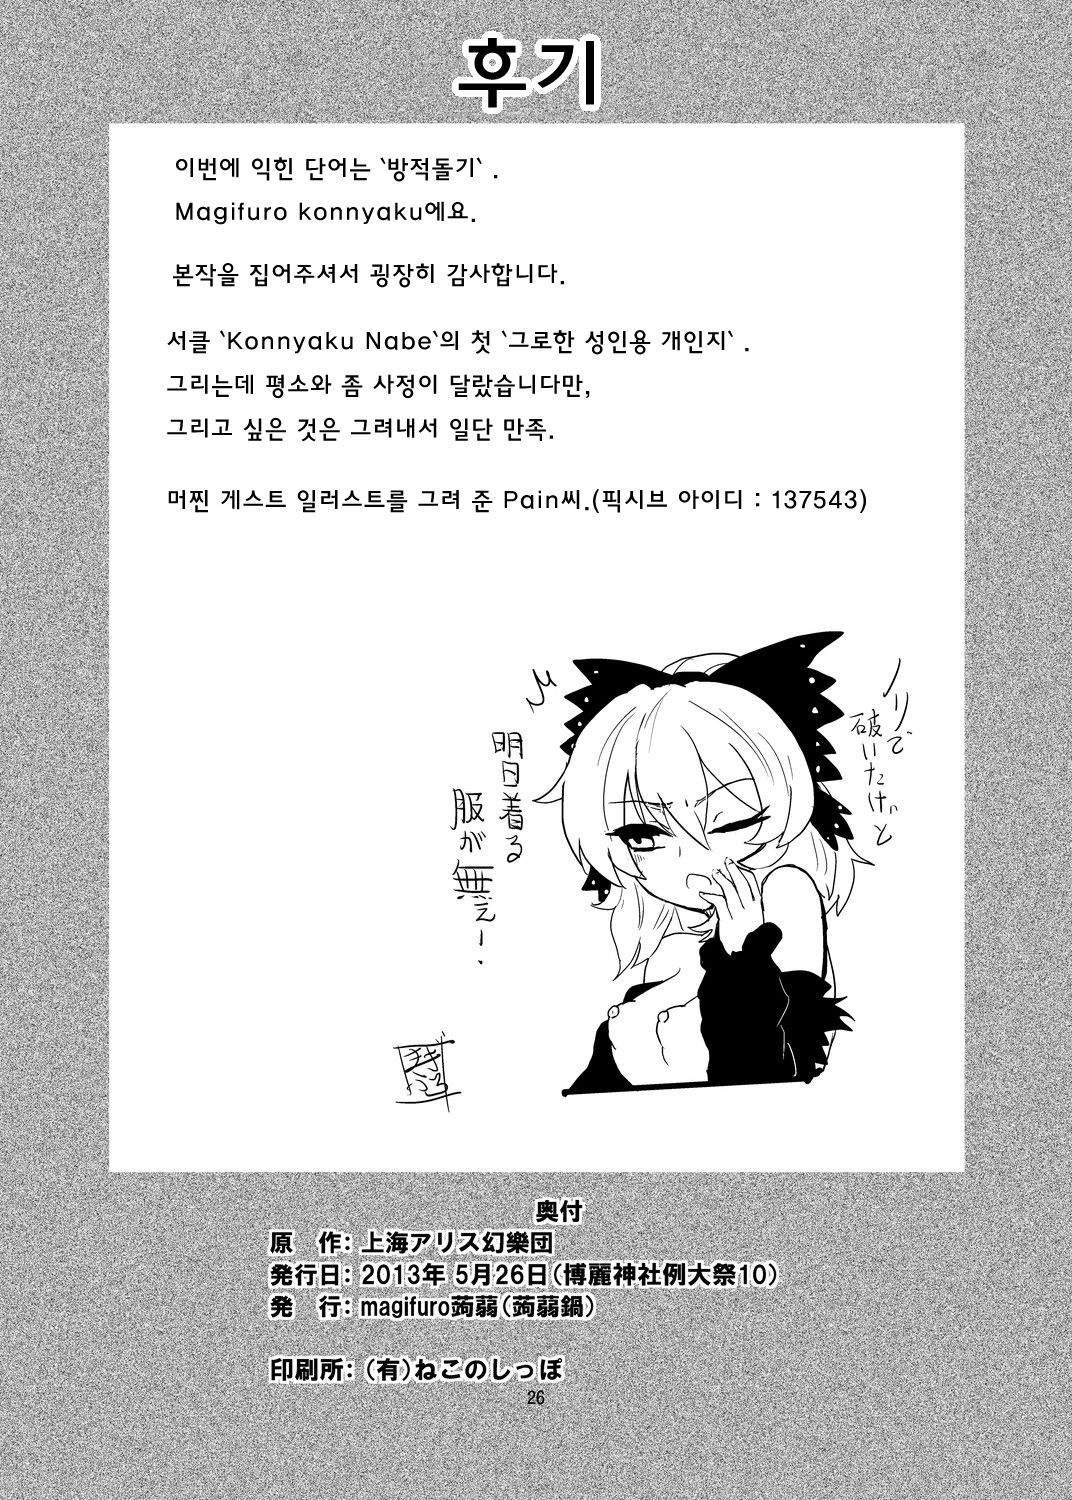 후기
이번에 익힌 단어는 `방적돌기` .
Magifuro konnyaku에요.
본작을 집어주셔서 굉장히 감사합니다.
서클 `Konnyaku Nabe`의 첫 `그로한 성인용 개인지` .
그리는데 평소와 좀 사정이 달랐습니다만,
그리고 싶은 것은 그려내서 일단 만족.
머찐 게스트 일러스트를 그려 준 Pain씨.(픽시브 아이디 : 137543)
ノリで
破いたけど
明日着る
服が無ぇー.
奥付
原 作: 上海アリス幻樂団
発行日: 2013年 5月26日(博麗神社例大祭10)
発 行: magifuro蒟蒻(蒟蒻鍋)
印刷所: (有)ねこのしっぽ
26